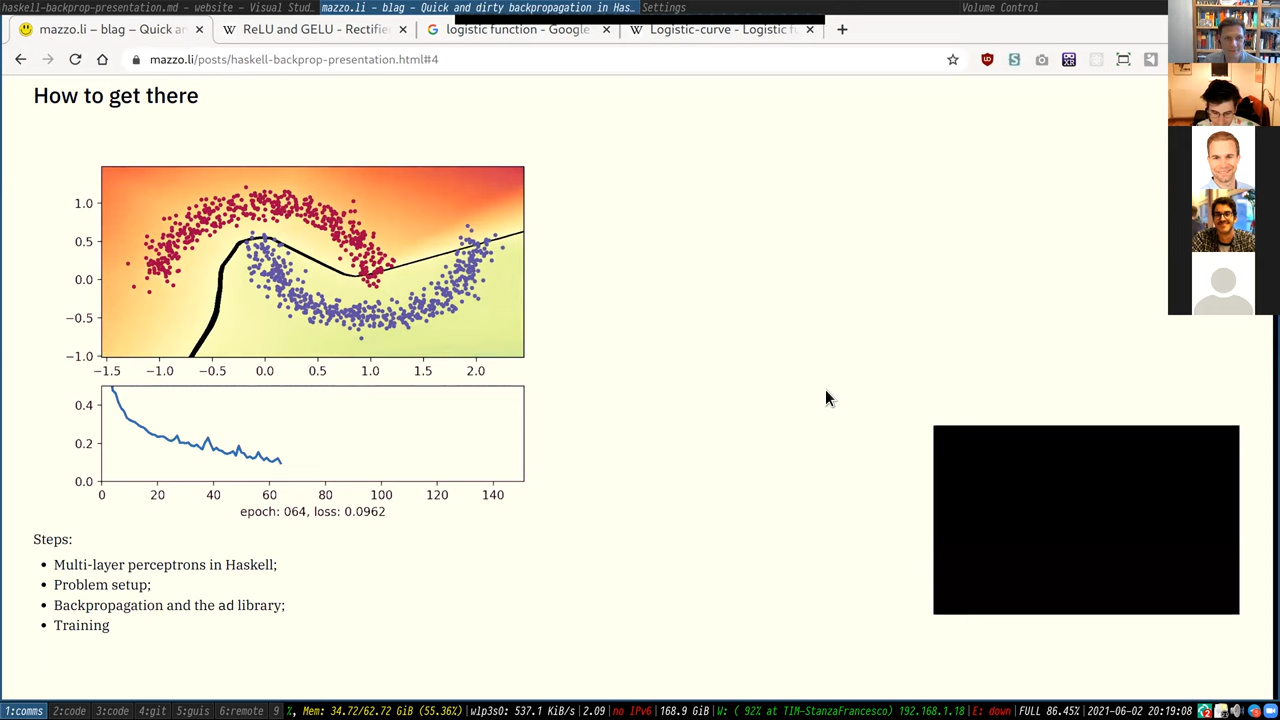 haskell-backprop-presentation.md - website - Visual Stud…
mazzo.li — blag — Quick and dirty backpropagation in Has…
Settings
Volume Control
mazzo.li – blag – Quick an
ReLU and GELU - Rectifie
logistic function - Google
Logistic-curve - Logistic f
mazzo.li/posts/haskell-backprop-presentation.html#4
How to get there
1.0
0.5
0.0
−0.5
−1.0
−1.5 −1.0 −0.5 0.0 0.5 1.0 1.5 2.0
0.4
0.2
0.0
0 20 40 60 80 100 120 140
epoch: 064, loss: 0.0962
Steps:
Multi-layer perceptrons in Haskell;
Problem setup;
Backpropagation and the ad library;
Training
1:comms 2:code 3:code 4:git 5:guis 6:remote 9 %, Mem: 34.72/62.72 GiB (55.36%) |wlp3s0: 537.1 KiB/s |2.09 |no IPv6 |168.9 GiB |W: ( 92% at TIM-StanzaFrancesco) 192.168.1.18 |E: down |FULL 86.45% |2021-06-02 20:19:08